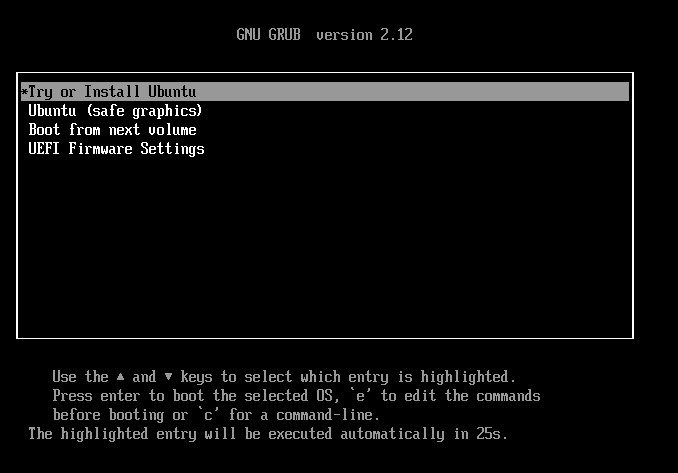 GNU GRUB  version 2.12
*Try or Install Ubuntu
Ubuntu (safe graphics)
Boot from next volume
UEFI Firmware Settings
Use the ▲ and ▼ keys to select which entry is highlighted.
Press enter to boot the selected OS, `e' to edit the commands
before booting or `c' for a command-line.
The highlighted entry will be executed automatically in 25s.